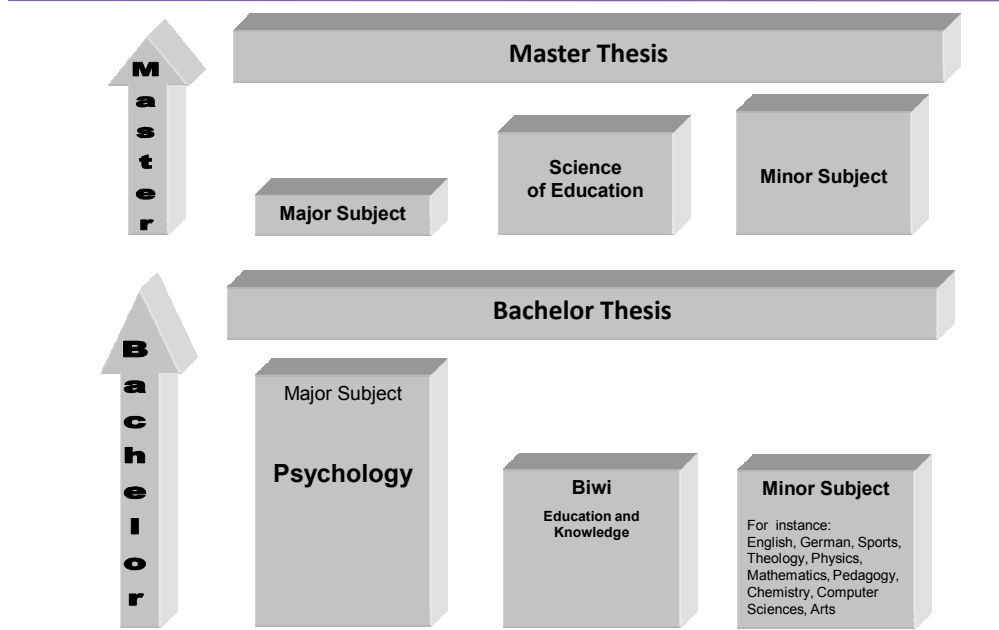 Master
Master Thesis
Major Subject
Science
of Education
Minor Subject
Bachelor
Bachelor Thesis
Major Subject
Psychology
Biwi
Education and
Knowledge
Minor Subject
For instance:
English, German, Sports,
Theology, Physics,
Mathematics, Pedagogy,
Chemistry, Computer
Sciences, Arts